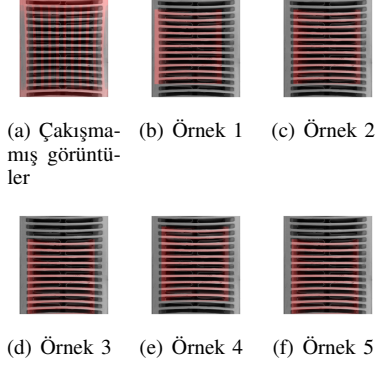 (a) Çakışma-
mış görüntü-
ler
(b) Örnek 1
(c) Örnek 2
(d) Örnek 3
(e) Örnek 4
(f) Örnek 5